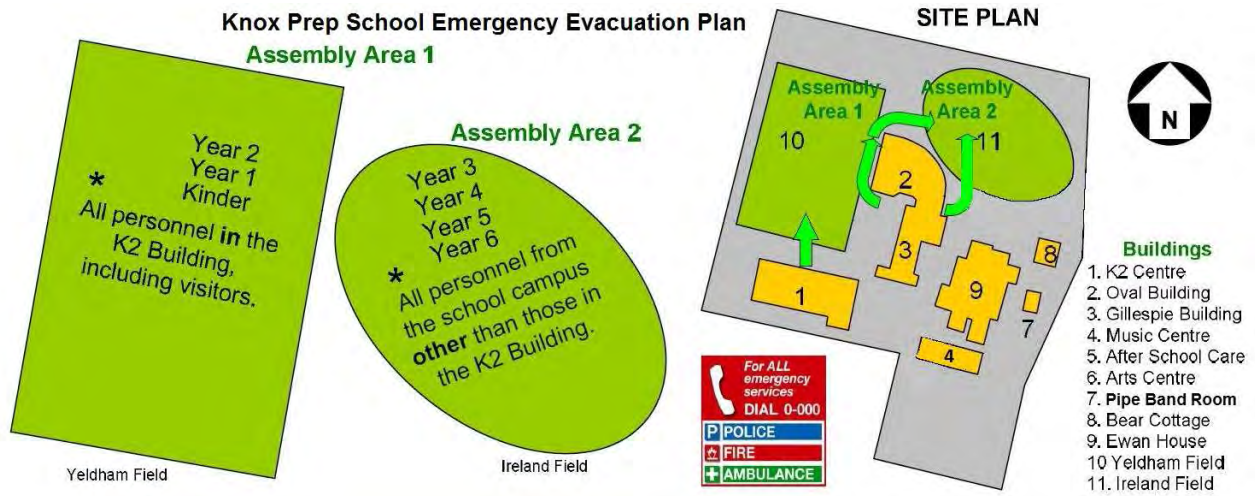 Knox Prep School Emergency Evacuation Plan
Assembly Area 1
Year 2
Year 1
Kinder
*
All personnel in the
K2 Building,
including visitors.
Yeldham Field
Assembly Area 2
Year 3
Year 4
Year 5
Year 6
*
All personnel from
the school campus
other than those in
the K2 Building.
Ireland Field
SITE PLAN
Assembly
Area 1
10
Assembly
Area 2
11
2
3
1
9
8
7
4
N
For ALL
emergency
services
DIAL 0-000
P POLICE
FIRE
AMBULANCE
Buildings
1. K2 Centre
2. Oval Building
3. Gillespie Building
4. Music Centre
5. After School Care
6. Arts Centre
7. Pipe Band Room
8. Bear Cottage
9. Ewan House
10 Yeldham Field
11. Ireland Field